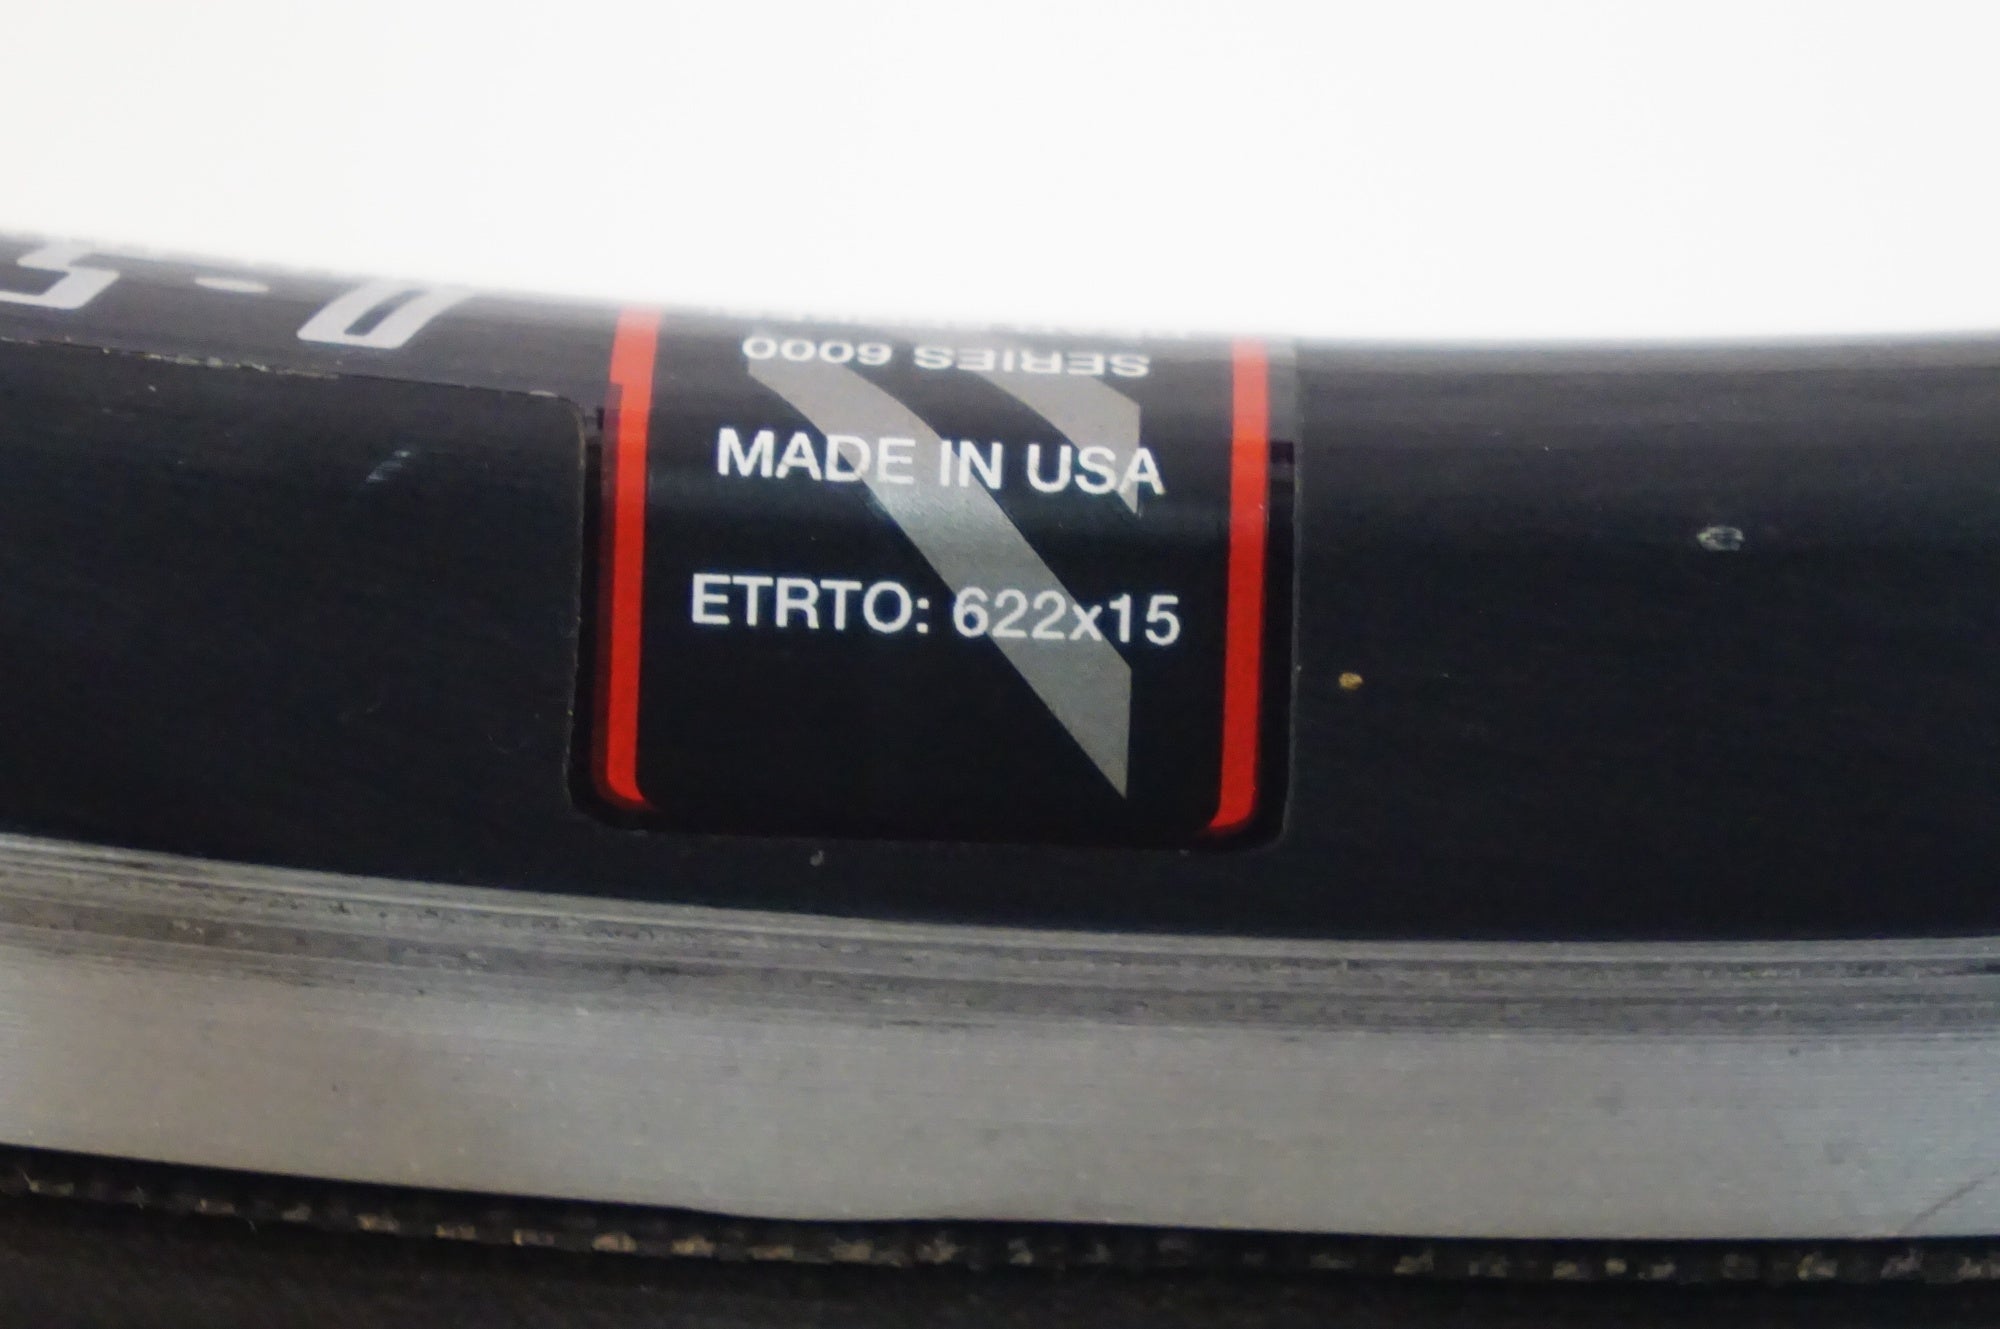 SERIES 6000
MADE IN USA
ETRTO: 622x15